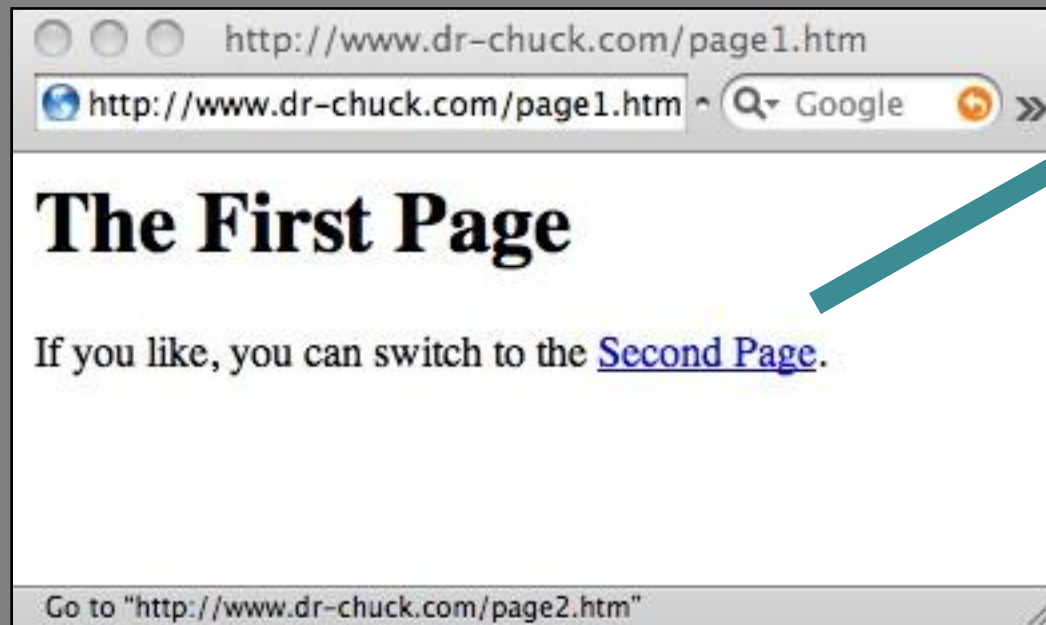 http://www.dr-chuck.com/page1.htm
http://www.dr-chuck.com/page1.htm Google
The First Page
If you like, you can switch to the Second Page.
Go to “http://www.dr-chuck.com/page2.htm”